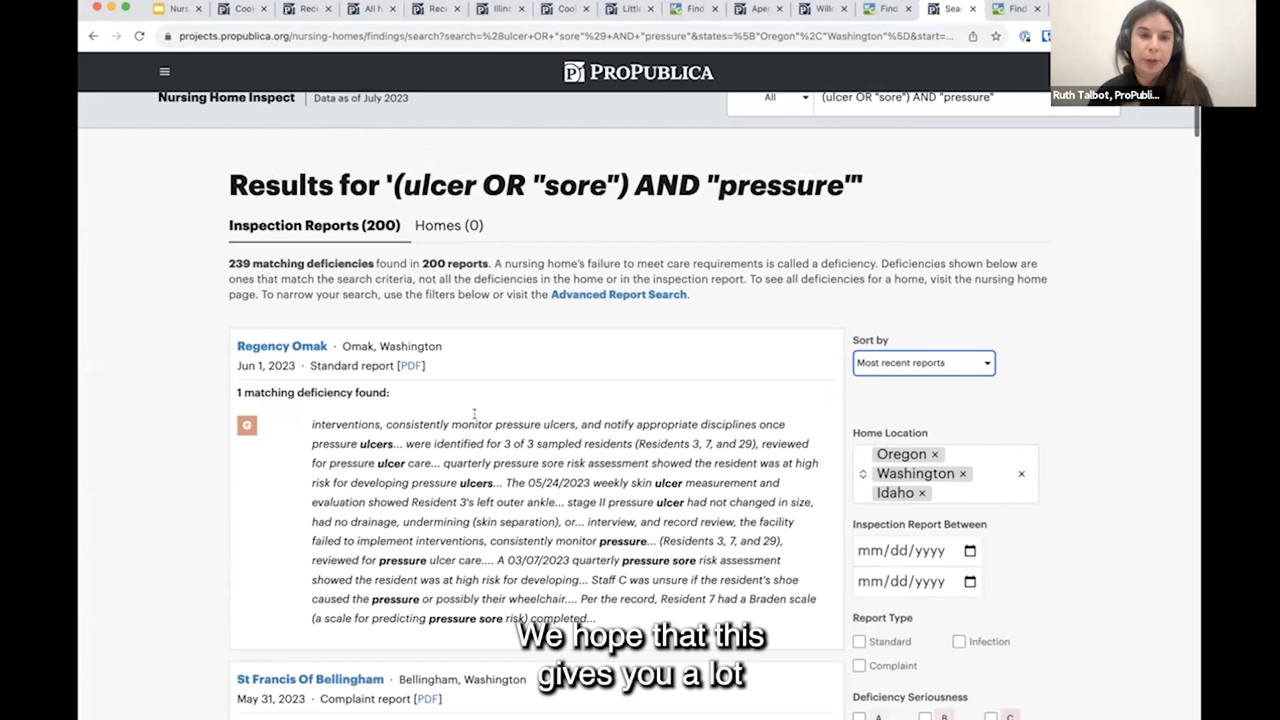 Nurs
Cool
Rec
All h
Rec
Illin
Cool
Little
Find
Ape
Wille
Find
Sea
Find
projects.propublica.org/nursing-homes/findings/search?search=%28ulcer+OR+"sore"%29+AND+"pressure"&states=%5B"Oregon"%2C"Washington"%5D&start=...
PROPUBLICA
Ruth Talbot, ProPubli...
Nursing Home Inspect | Data as of July 2023
All
(ulcer OR "sore") AND "pressure"
Results for '(ulcer OR "sore") AND "pressure"'
Inspection Reports (200) Homes (0)
239 matching deficiencies found in 200 reports. A nursing home's failure to meet care requirements is called a deficiency. Deficiencies shown below are
ones that match the search criteria, not all the deficiencies in the home or in the inspection report. To see all deficiencies for a home, visit the nursing home
page. To narrow your search, use the filters below or visit the Advanced Report Search.
Regency Omak · Omak, Washington
Jun 1, 2023 · Standard report [PDF]
1 matching deficiency found:
G
interventions, consistently monitor pressure ulcers, and notify appropriate disciplines once
pressure ulcers... were identified for 3 of 3 sampled residents (Residents 3, 7, and 29), reviewed
for pressure ulcer care... quarterly pressure sore risk assessment showed the resident was at high
risk for developing pressure ulcers... The 05/24/2023 weekly skin ulcer measurement and
evaluation showed Resident 3's left outer ankle... stage II pressure ulcer had not changed in size,
had no drainage, undermining (skin separation), or... interview, and record review, the facility
failed to implement interventions, consistently monitor pressure... (Residents 3, 7, and 29),
reviewed for pressure ulcer care.... A 03/07/2023 quarterly pressure sore risk assessment
showed the resident was at high risk for developing... Staff C was unsure if the resident's shoe
caused the pressure or possibly their wheelchair.... Per the record, Resident 7 had a Braden scale
(a scale for predicting pressure sore risk) completed...
St Francis Of Bellingham · Bellingham, Washington
May 31, 2023 · Complaint report [PDF]
Sort by
Most recent reports
Home Location
Oregon ×
Washington ×
Idaho ×
Inspection Report Between
mm/dd/yyyy
mm/dd/yyyy
Report Type
Standard Infection
Complaint
Deficiency Seriousness
A B C
We hope that this
gives you a lot